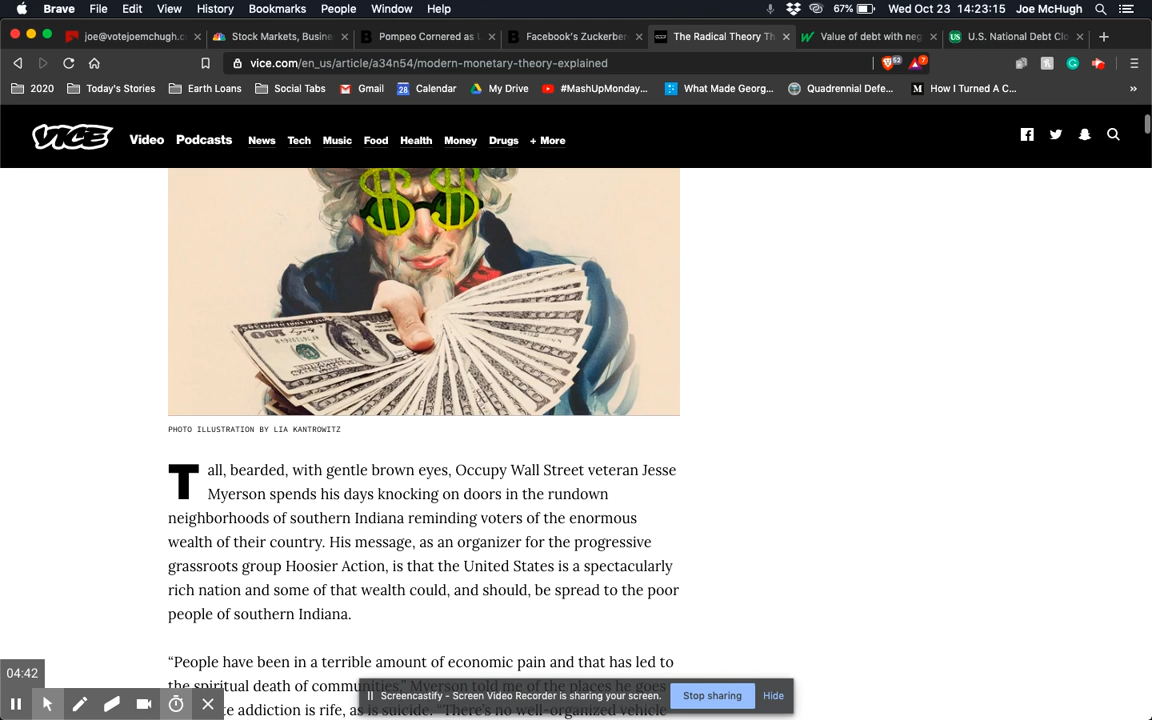 Brave File Edit View History Bookmarks People Window Help 67% Wed Oct 23 14:23:15 Joe McHugh
joe@votejoemchugh.c Stock Markets, Busine Pompeo Cornered as Facebook's Zuckerber The Radical Theory Th Value of debt with neg U.S. National Debt Clo
vice.com/en_us/article/a34n54/modern-monetary-theory-explained 52 7
2020 Today's Stories Earth Loans Social Tabs Gmail 28 Calendar My Drive #MashUpMonday... What Made Georg... Quadrennial Defe... M How I Turned A C... »
VICE Video Podcasts News Tech Music Food Health Money Drugs + More
PHOTO ILLUSTRATION BY LIA KANTROWITZ
Tall, bearded, with gentle brown eyes, Occupy Wall Street veteran Jesse
Myerson spends his days knocking on doors in the rundown
neighborhoods of southern Indiana reminding voters of the enormous
wealth of their country. His message, as an organizer for the progressive
grassroots group Hoosier Action, is that the United States is a spectacularly
rich nation and some of that wealth could, and should, be spread to the poor
people of southern Indiana.
“People have been in a terrible amount of economic pain and that has led to
04:42
the spiritual death of communities,” Myerson told me of the places he goes
Screencastify - Screen Video Recorder is sharing your screen. Stop sharing Hide
te addiction is rife, as is suicide. “There’s no well-organized vehicle